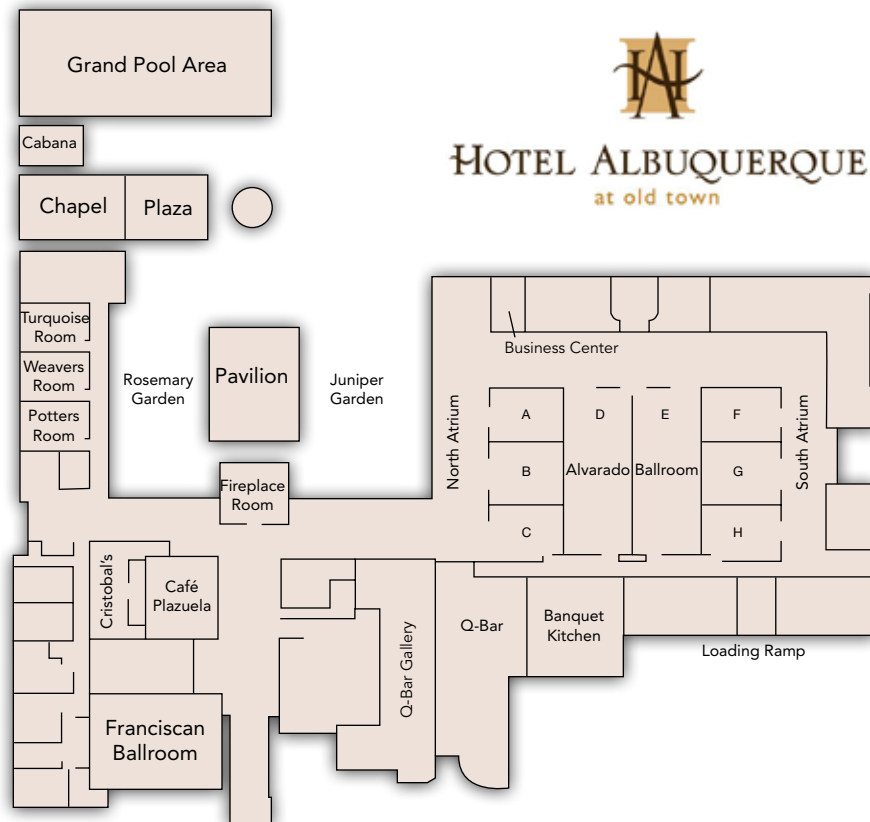 Grand Pool Area
HA
HOTEL ALBUQUERQUE
at old town
Cabana
Chapel
Plaza
Turquoise
Room
Weavers
Room
Potters
Room
Rosemary
Garden
Pavilion
Juniper
Garden
Fireplace
Room
Business Center
North Atrium
A
B
C
D
E
Alvarado Ballroom
F
G
H
South Atrium
Cristobal's
Café
Plazuela
Q-Bar Gallery
Q-Bar
Banquet
Kitchen
Loading Ramp
Franciscan
Ballroom